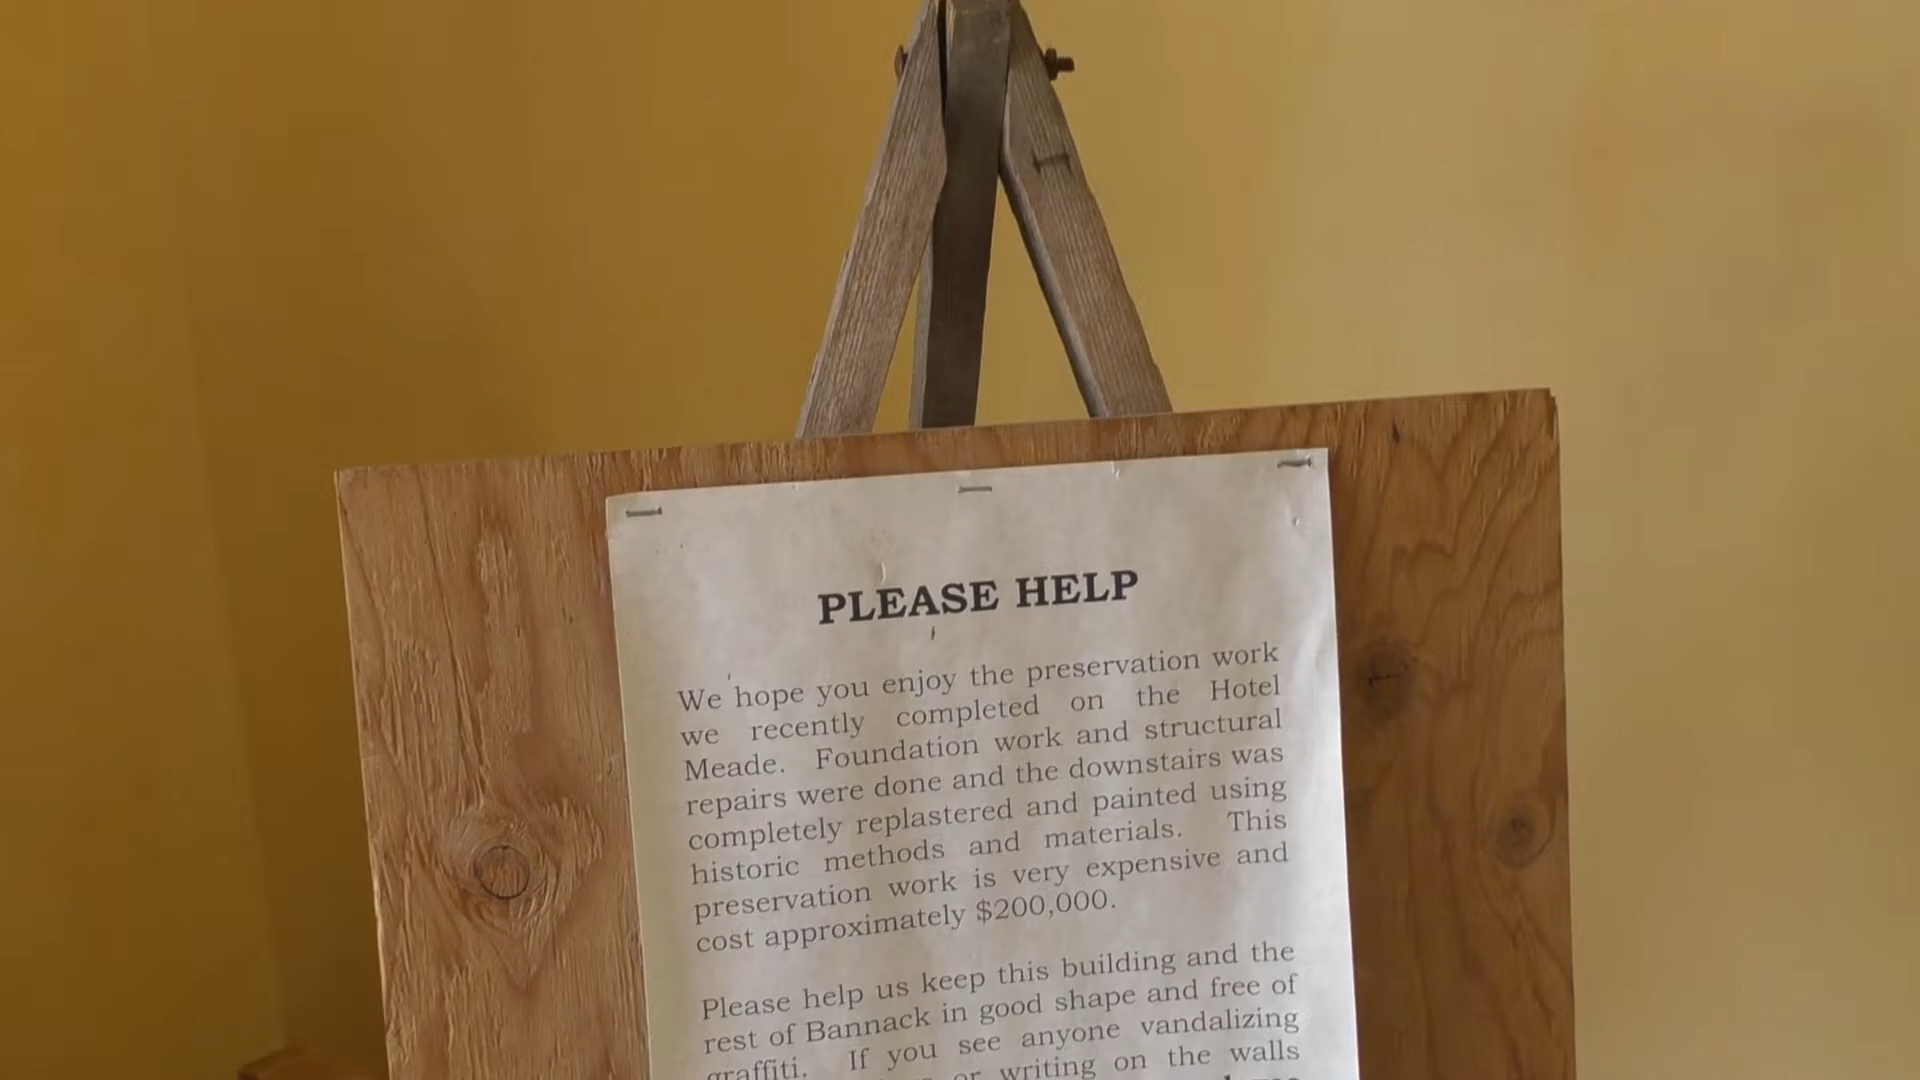 PLEASE HELP
We hope you enjoy the preservation work
we recently completed on the Hotel
Meade. Foundation work and structural
repairs were done and the downstairs was
completely replastered and painted using
historic methods and materials. This
preservation work is very expensive and
cost approximately $200,000.
Please help us keep this building and the
rest of Bannack in good shape and free of
graffiti. If you see anyone vandalizing
or writing on the walls